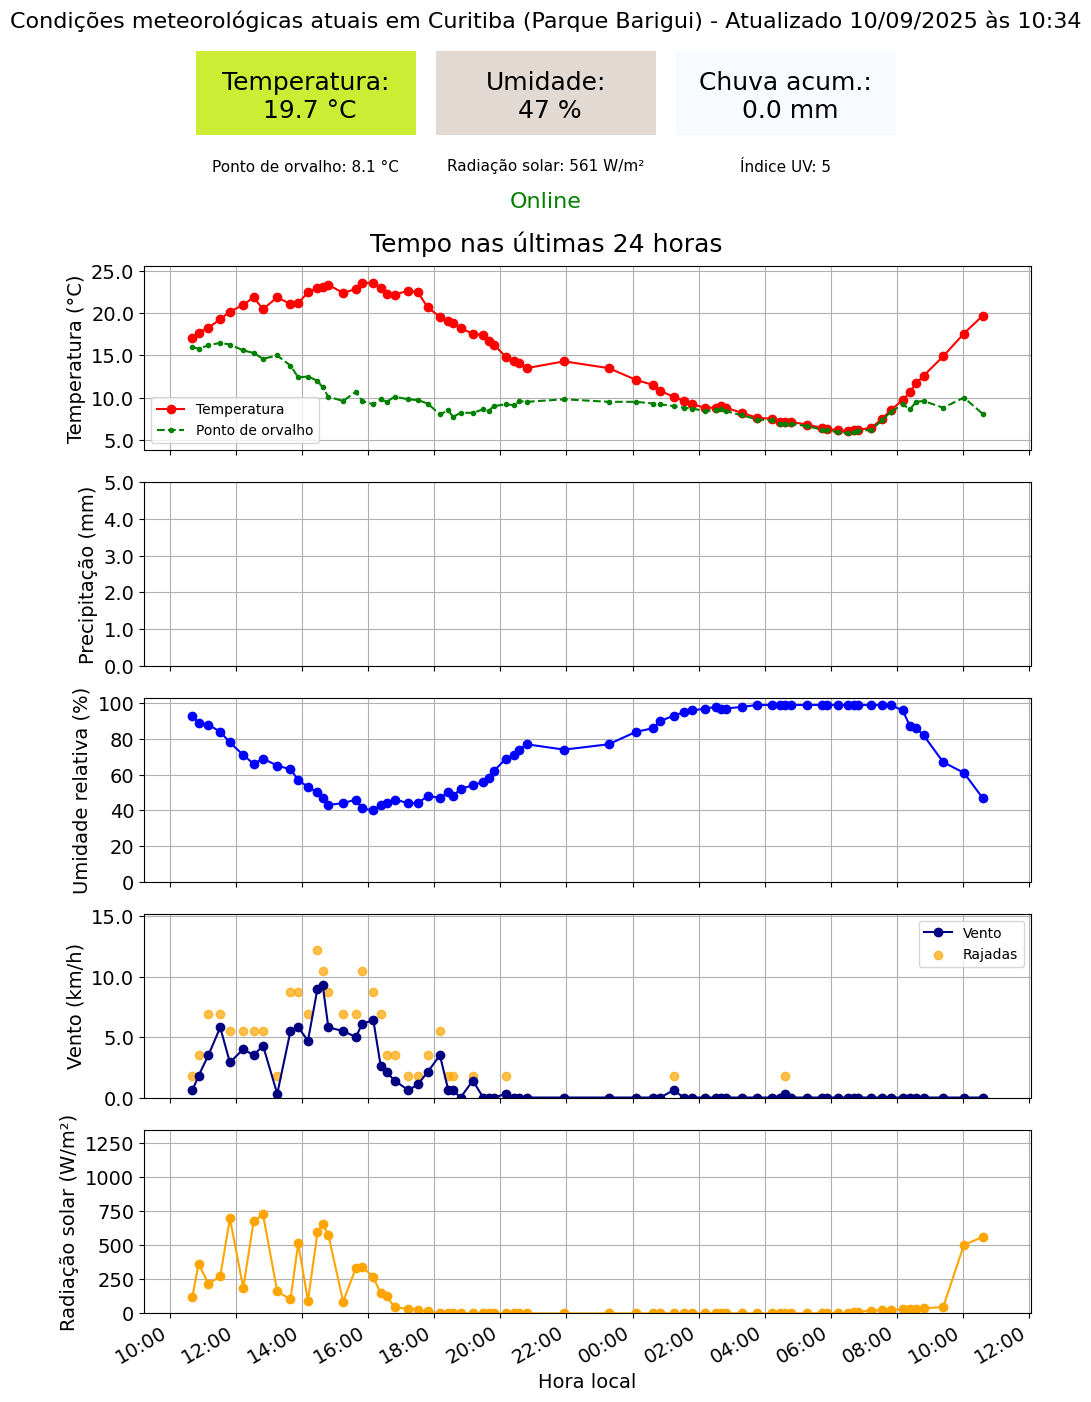 Condições meteorológicas atuais em Curitiba (Parque Barigui) - Atualizado 10/09/2025 às 10:34
Temperatura:
19.7 °C
Umidade:
47 %
Chuva acum.:
0.0 mm
Ponto de orvalho: 8.1 °C
Radiação solar: 561 W/m²
Índice UV: 5
Online
Tempo nas últimas 24 horas
Temperatura (°C)
25.0
20.0
15.0
10.0
5.0
Temperatura
Ponto de orvalho
Precipitação (mm)
5.0
4.0
3.0
2.0
1.0
0.0
Umidade relativa (%)
100
80
60
40
20
0
Vento (km/h)
15.0
10.0
5.0
0.0
Vento
Rajadas
Radiação solar (W/m²)
1250
1000
750
500
250
0
10:00
12:00
14:00
16:00
18:00
20:00
22:00
00:00
02:00
04:00
06:00
08:00
10:00
12:00
Hora local